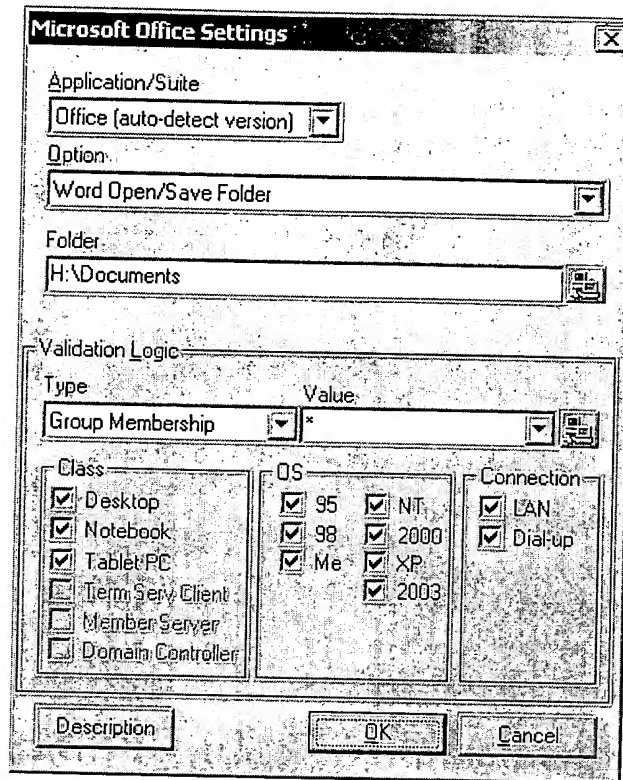 Microsoft Office Settings
Application/Suite
Office (auto-detect version)
Option
Word Open/Save Folder
Folder
H:\Documents
Validation Logic
Type Value
Group Membership *
Class OS Connection
Desktop 95 NT LAN
Notebook 98 2000 Dial-up
Tablet PC Me XP
Term Serv Client 2003
Member Server
Domain Controller
Description OK Cancel